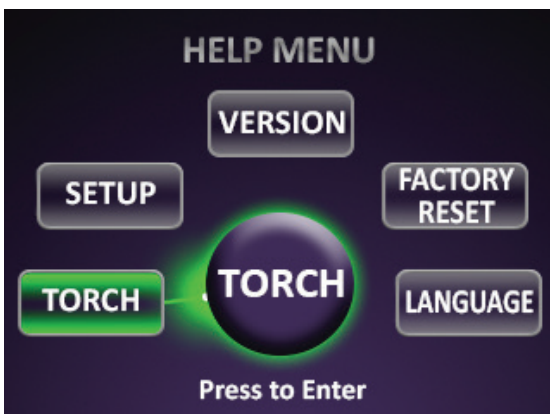 HELP MENU
VERSION
SETUP
FACTORY
RESET
TORCH
TORCH
LANGUAGE
Press to Enter